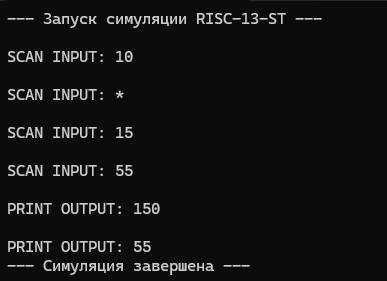 --- Запуск симуляции RISC-13-ST ---
SCAN INPUT: 10
SCAN INPUT: *
SCAN INPUT: 15
SCAN INPUT: 55
PRINT OUTPUT: 150
PRINT OUTPUT: 55
--- Симуляция завершена ---